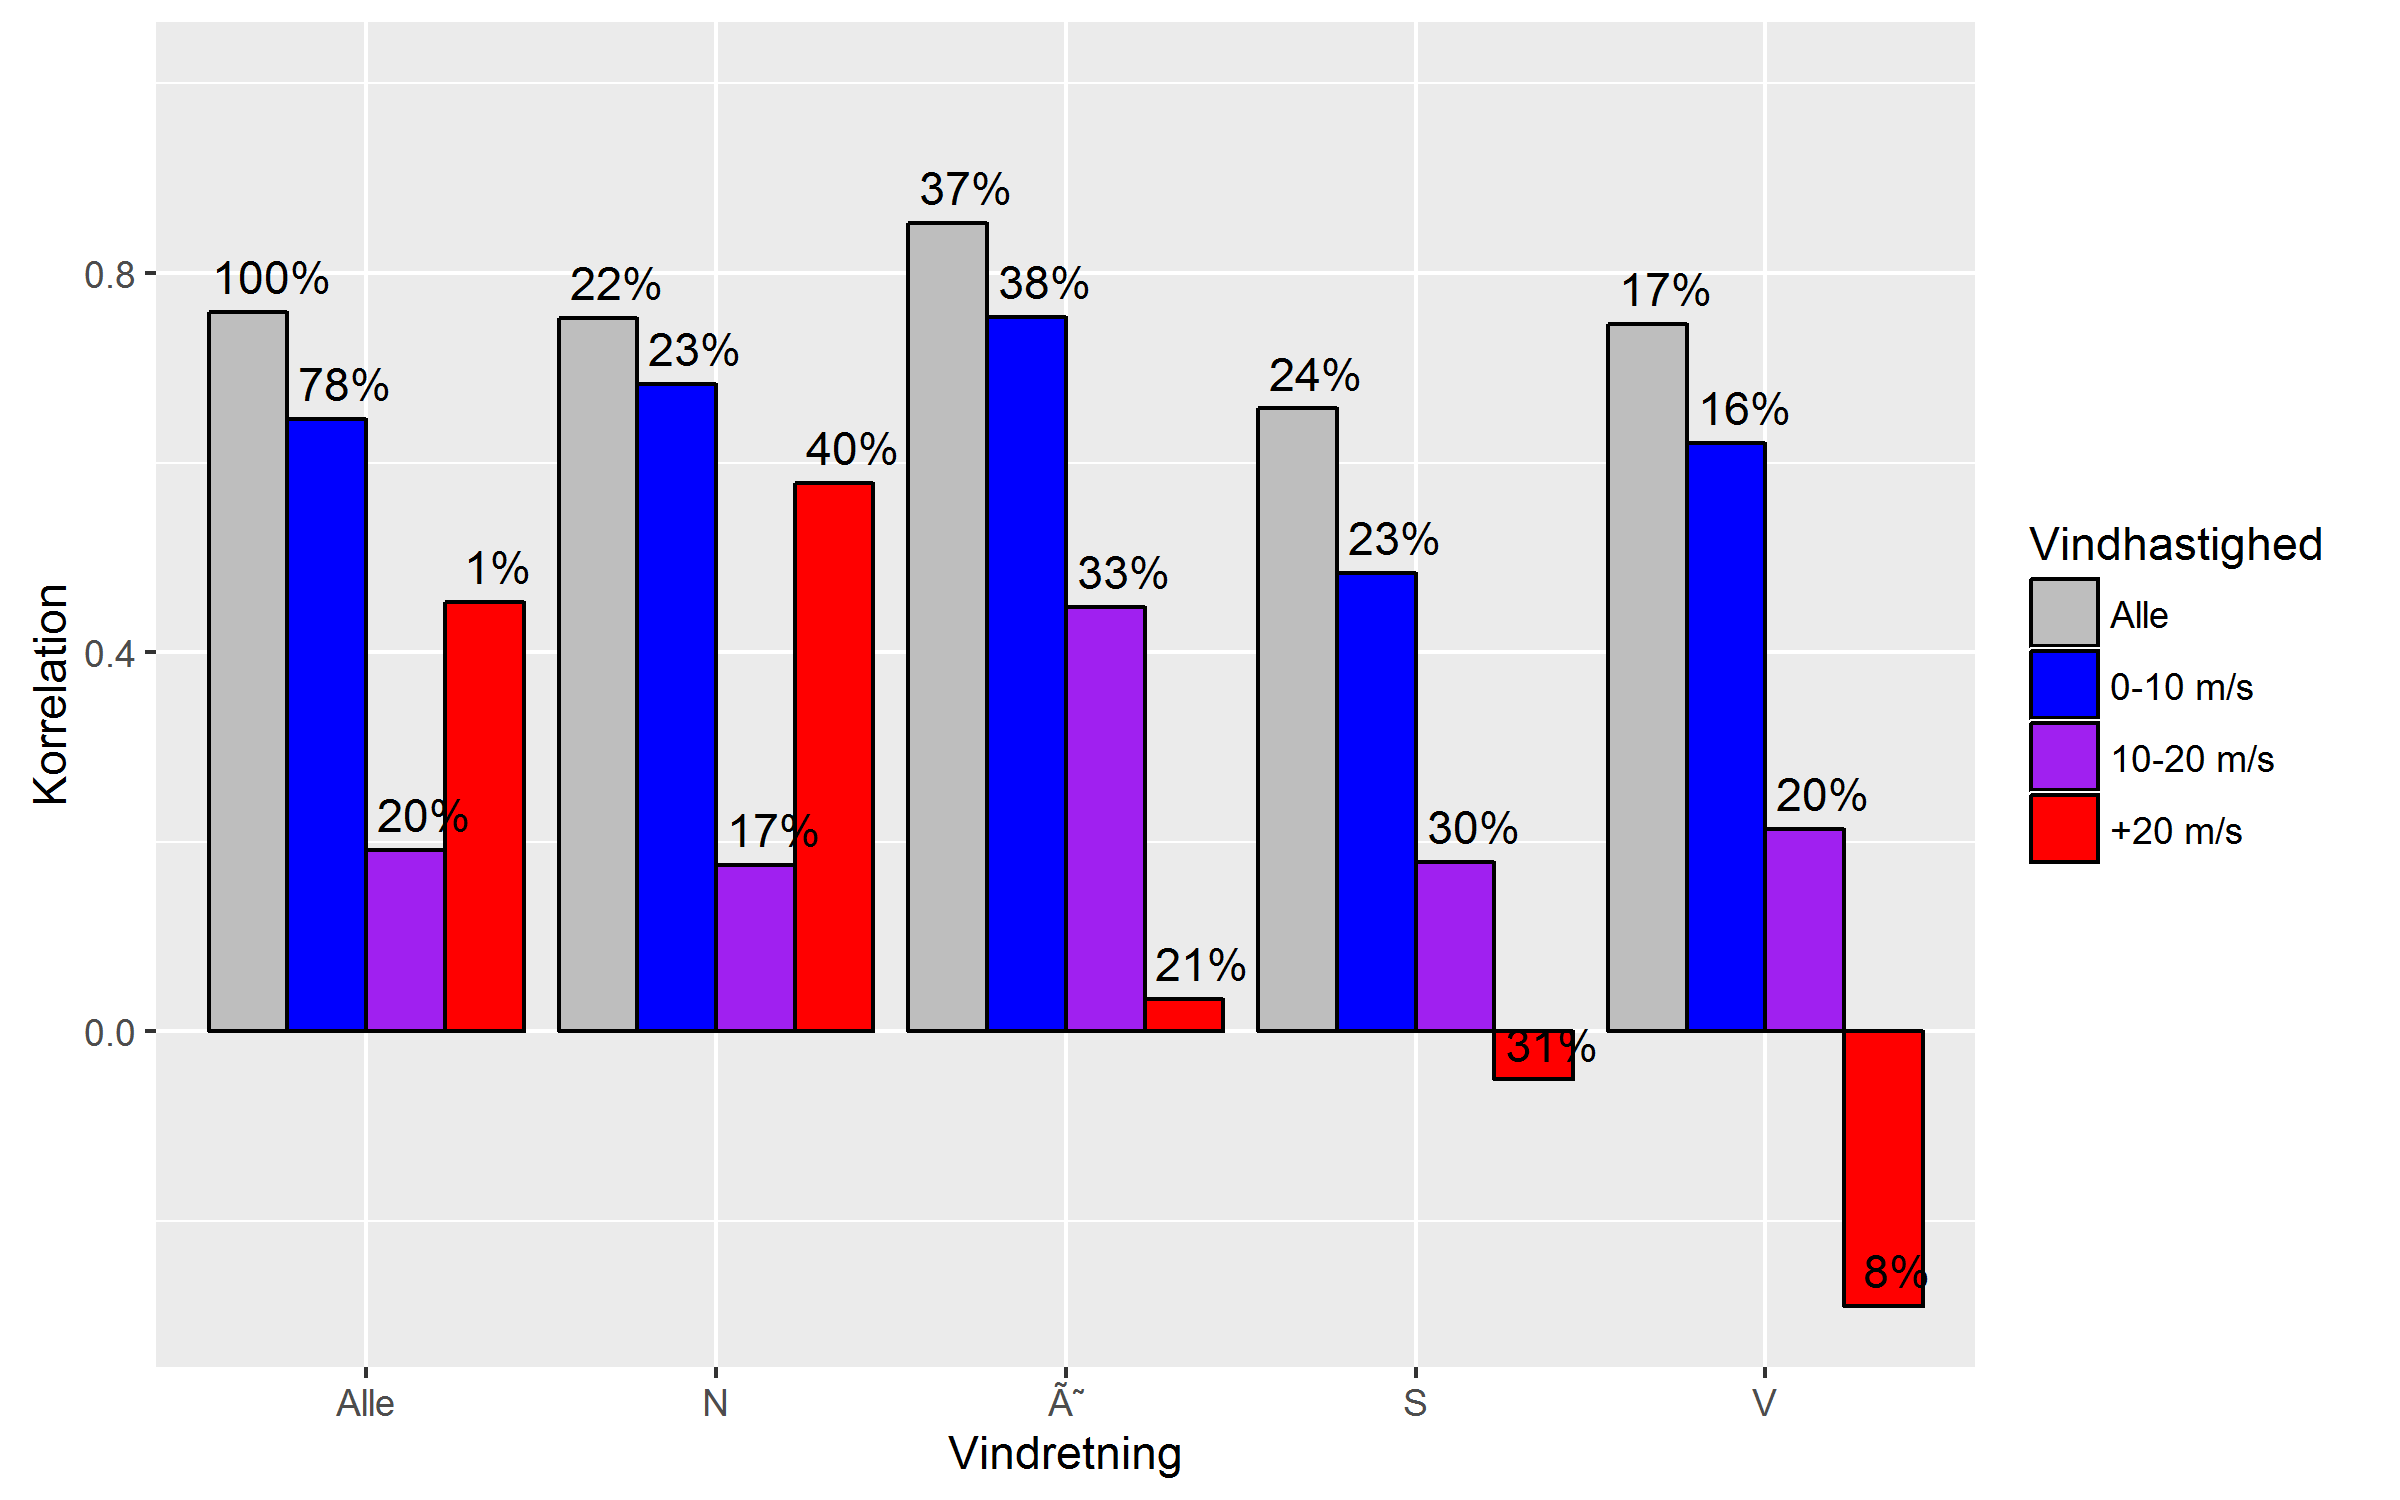 100%
78%
20%
1%
22%
23%
17%
40%
37%
38%
33%
21%
24%
23%
30%
31%
17%
16%
20%
8%
0.8
0.4
0.0
Korrelation
Alle N Ã˜ S V
Vindretning
Vindhastighed
Alle
0-10 m/s
10-20 m/s
+20 m/s